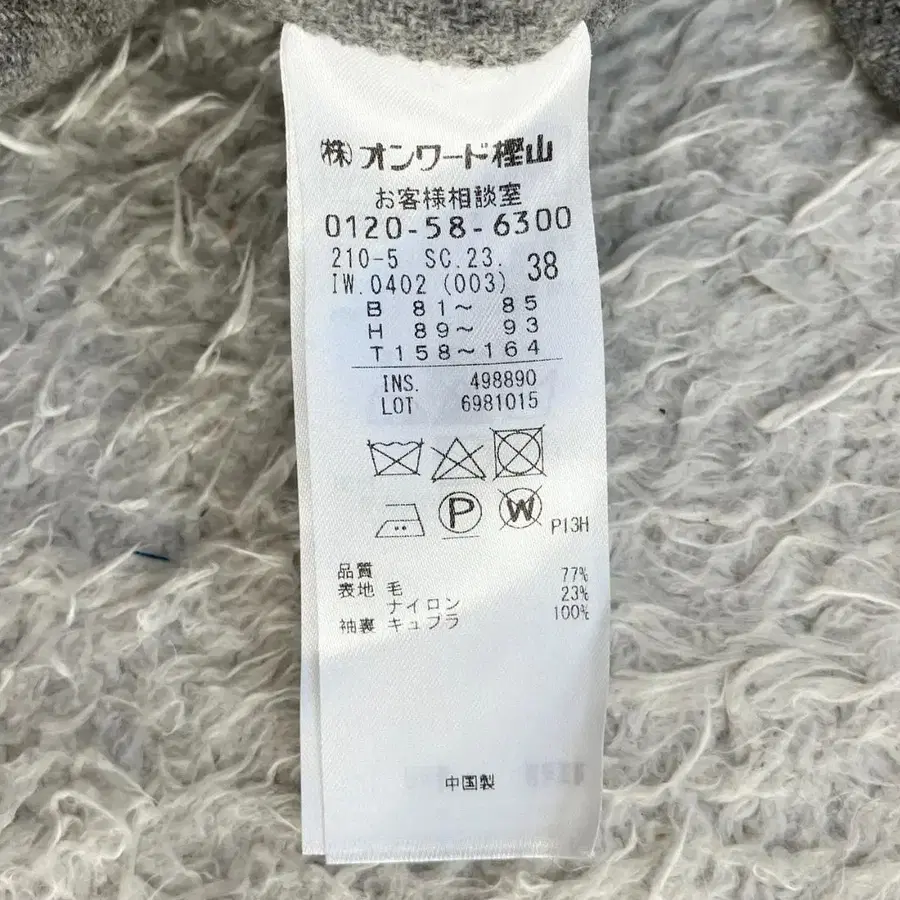 (株)オンワード樫山
お客様相談室
0120-58-6300
210-5 SC.23. 38
IW.0402 (003)
B 81～ 85
H 89～ 93
T158～164
INS. 498890
LOT 6981015
P W P13H
品質
表地 毛 77%
ナイロン 23%
袖裏 キュプラ 100%
中国製